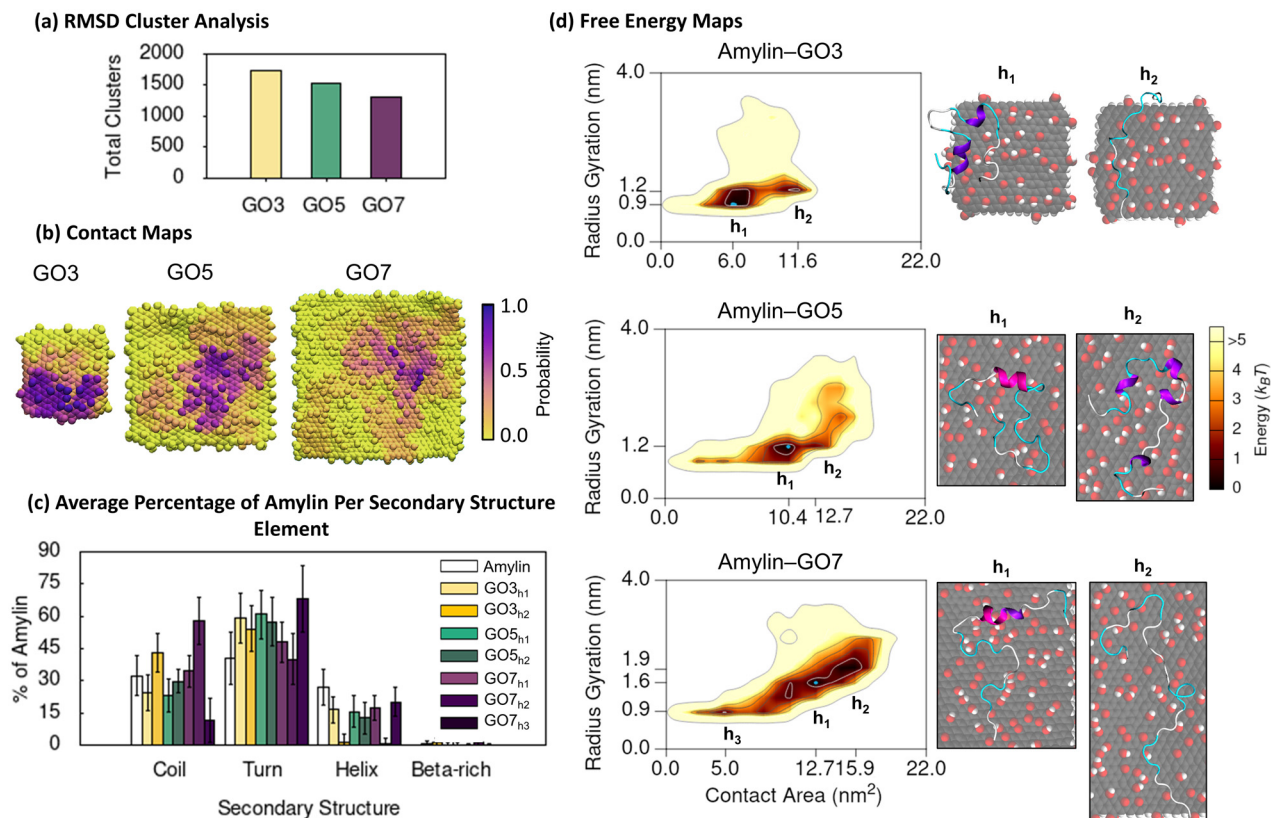 (a) RMSD Cluster Analysis
Total Clusters
2000
1500
1000
500
0
GO3 GO5 GO7
(b) Contact Maps
GO3 GO5 GO7
1.0
0.5
0.0
Probability
(c) Average Percentage of Amylin Per Secondary Structure
Element
% of Amylin
90
75
60
45
30
15
0
Amylin
GO3h1
GO3h2
GO5h1
GO5h2
GO7h1
GO7h2
GO7h3
Coil Turn Helix Beta-rich
Secondary Structure
(d) Free Energy Maps
Amylin–GO3
Radius Gyration (nm)
4.0
1.2
0.9
0.0
h1
h2
0.0 6.0 11.6 22.0
h1
h2
Amylin–GO5
Radius Gyration (nm)
4.0
1.2
0.0
h1
h2
0.0 10.4 12.7 22.0
h1
h2
>5
4
3
2
1
0
Energy (kBT)
Amylin–GO7
Radius Gyration (nm)
4.0
1.9
1.6
0.9
0.0
h3
h1
h2
0.0 5.0 12.7 15.9 22.0
Contact Area (nm²)
h1
h2